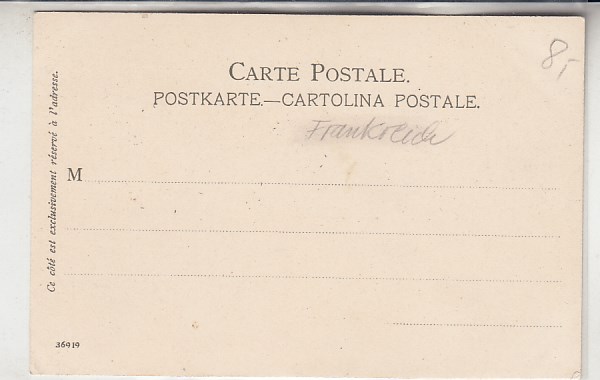 8,-
CARTE POSTALE.
POSTKARTE.—CARTOLINA POSTALE.
Frankreich
M
Ce côté est exclusivement réservé à l'adresse.
36919